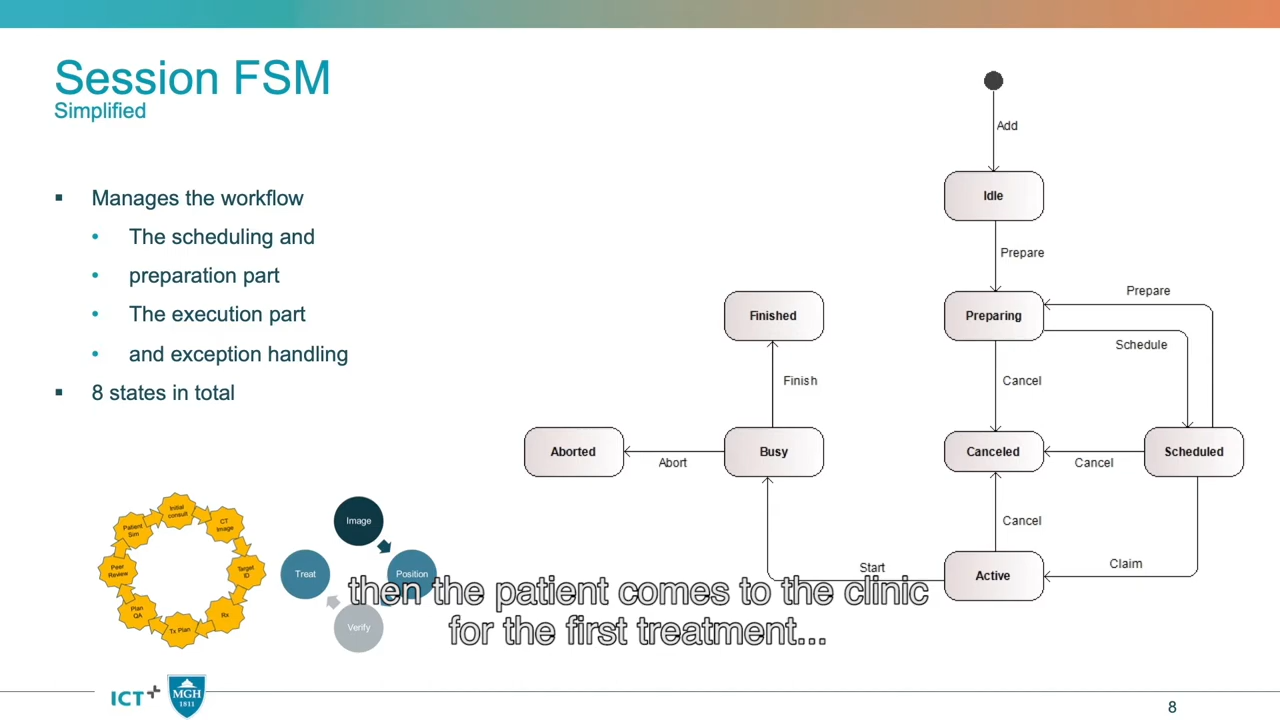 Session FSM
Simplified
▪ Manages the workflow
• The scheduling and
• preparation part
• The execution part
• and exception handling
▪ 8 states in total
Add
Idle
Prepare
Preparing
Prepare
Schedule
Cancel
Finished
Finish
Aborted
Abort
Busy
Canceled
Cancel
Scheduled
Cancel
Start
Active
Claim
Initial
consult
CT
Image
Target
ID
Rx
Tx Plan
Plan
QA
Peer
Review
Patient
Sim
Image
Position
Verify
Treat
then the patient comes to the clinic
for the first treatment...
ICT+
MGH
1811
8